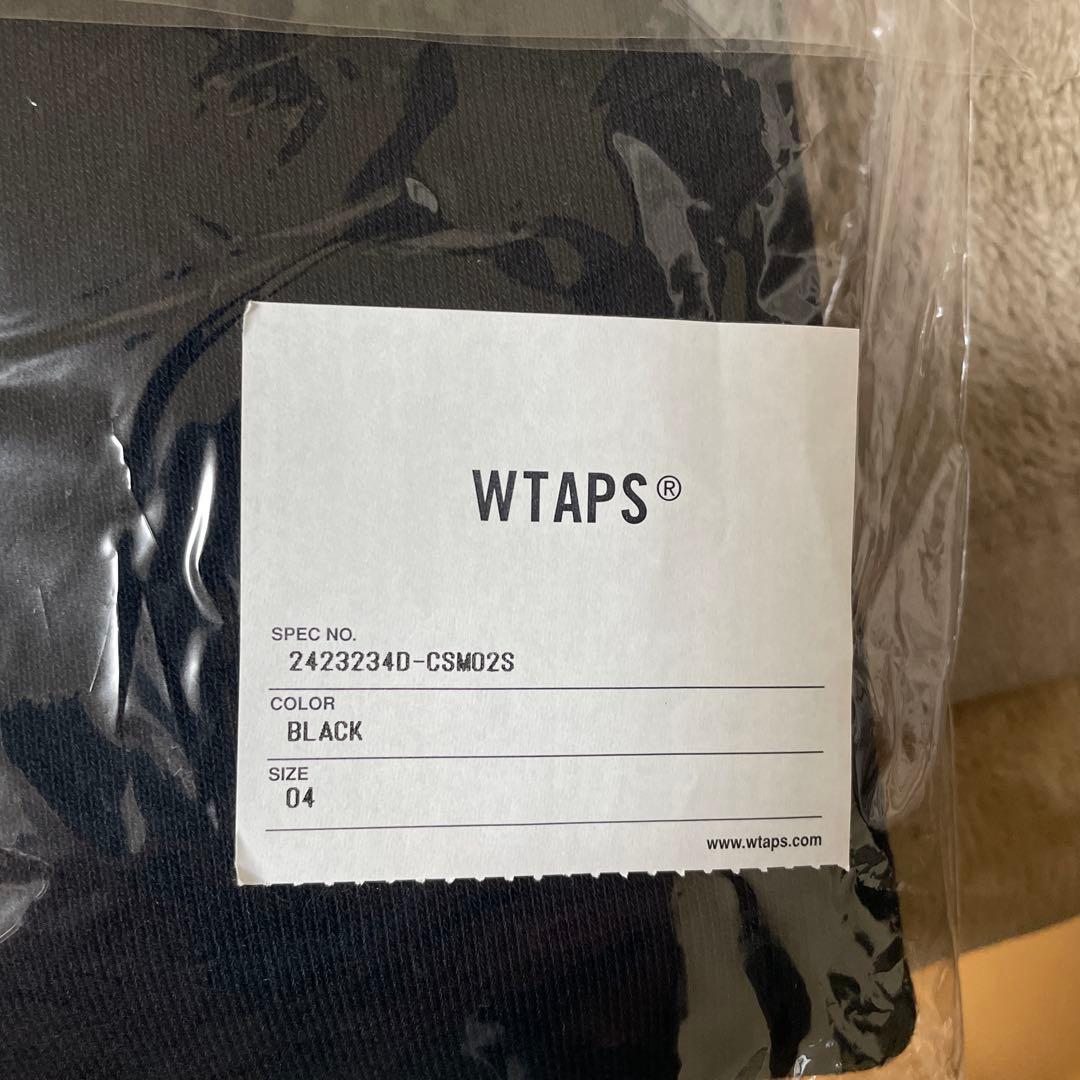 WTAPS®
SPEC NO.
2423234D-CSM02S
COLOR
BLACK
SIZE
04
www.wtaps.com